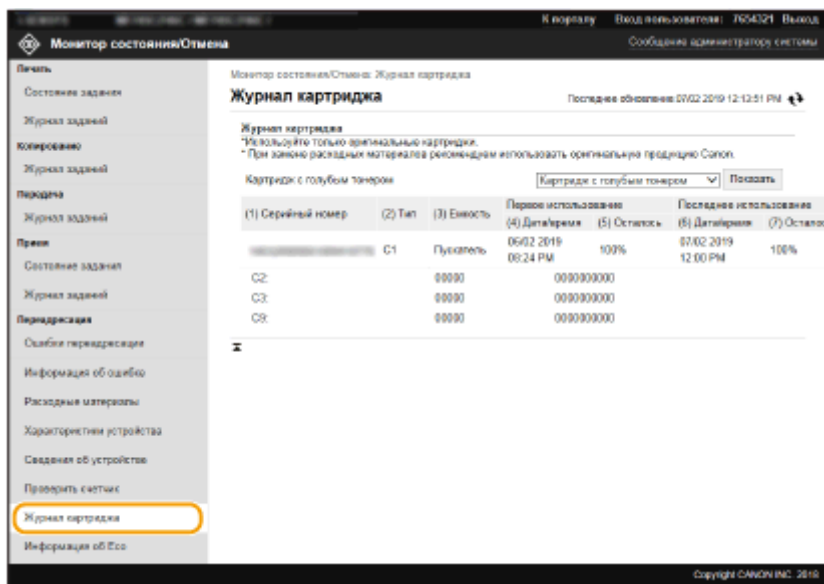 К порталу Вход пользователя: 7654321 Выход
Монитор состояния/Отмена
Сообщение администратору системы
Печать
Состояние задания
Журнал заданий
Копирование
Журнал заданий
Передача
Журнал заданий
Прием
Состояние задания
Журнал заданий
Переадресация
Ошибки переадресации
Информация об ошибке
Расходные материалы
Характеристики устройства
Сведения об устройстве
Проверить счетчик
Журнал картриджа
Информация об Eco
Монитор состояния/Отмена: Журнал картриджа
Журнал картриджа
Последнее обновление 07/02 2019 12:13:51 PM
Журнал картриджа
*Используйте только оригинальные картриджи.
* При замене расходных материалов рекомендуем использовать оригинальную продукцию Canon.
Картридж с голубым тонером Картридж с голубым тонером Показать
(1) Серийный номер (2) Тип (3) Емкость Первое использование Последнее использование
(4) Дата/время (5) Осталось (6) Дата/время (7) Осталос
C1 Пускатель 06/02 2019 08:24 PM 100% 07/02 2019 12:00 PM 100%
C2: 00000 0000000000
C3: 00000 0000000000
C9: 00000 0000000000
Copyright CANON INC. 2018